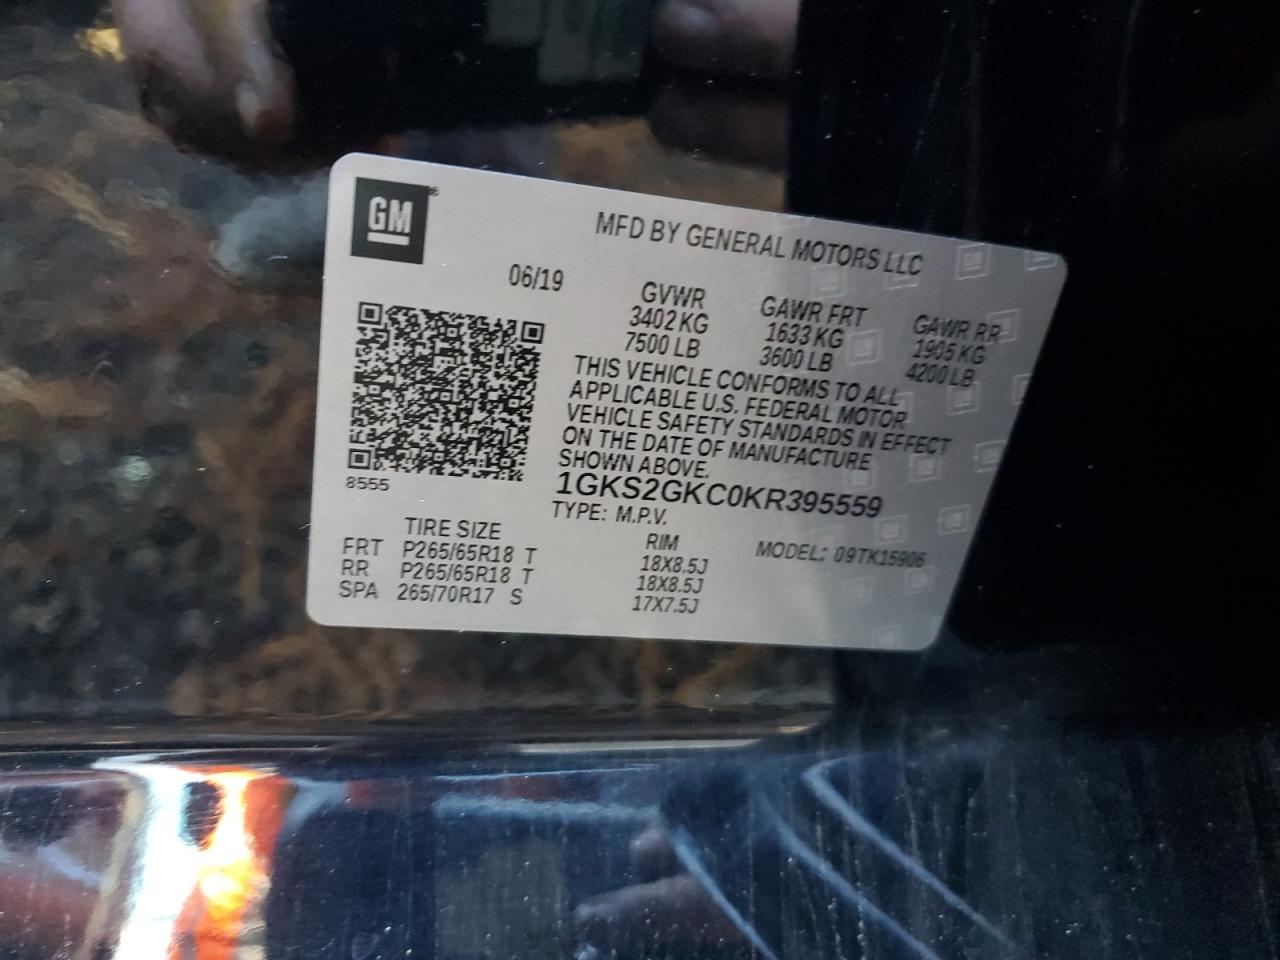 GM
MFD BY GENERAL MOTORS LLC
06/19 GVWR GAWR FRT GAWR RR
3402 KG 1633 KG 1905 KG
7500 LB 3600 LB 4200 LB
THIS VEHICLE CONFORMS TO ALL
APPLICABLE U.S. FEDERAL MOTOR
VEHICLE SAFETY STANDARDS IN EFFECT
ON THE DATE OF MANUFACTURE
SHOWN ABOVE.
8555
1GKS2GKC0KR395559
TYPE: M.P.V.
TIRE SIZE RIM MODEL: 09TK15906
FRT P265/65R18 T 18X8.5J
RR P265/65R18 T 18X8.5J
SPA 265/70R17 S 17X7.5J